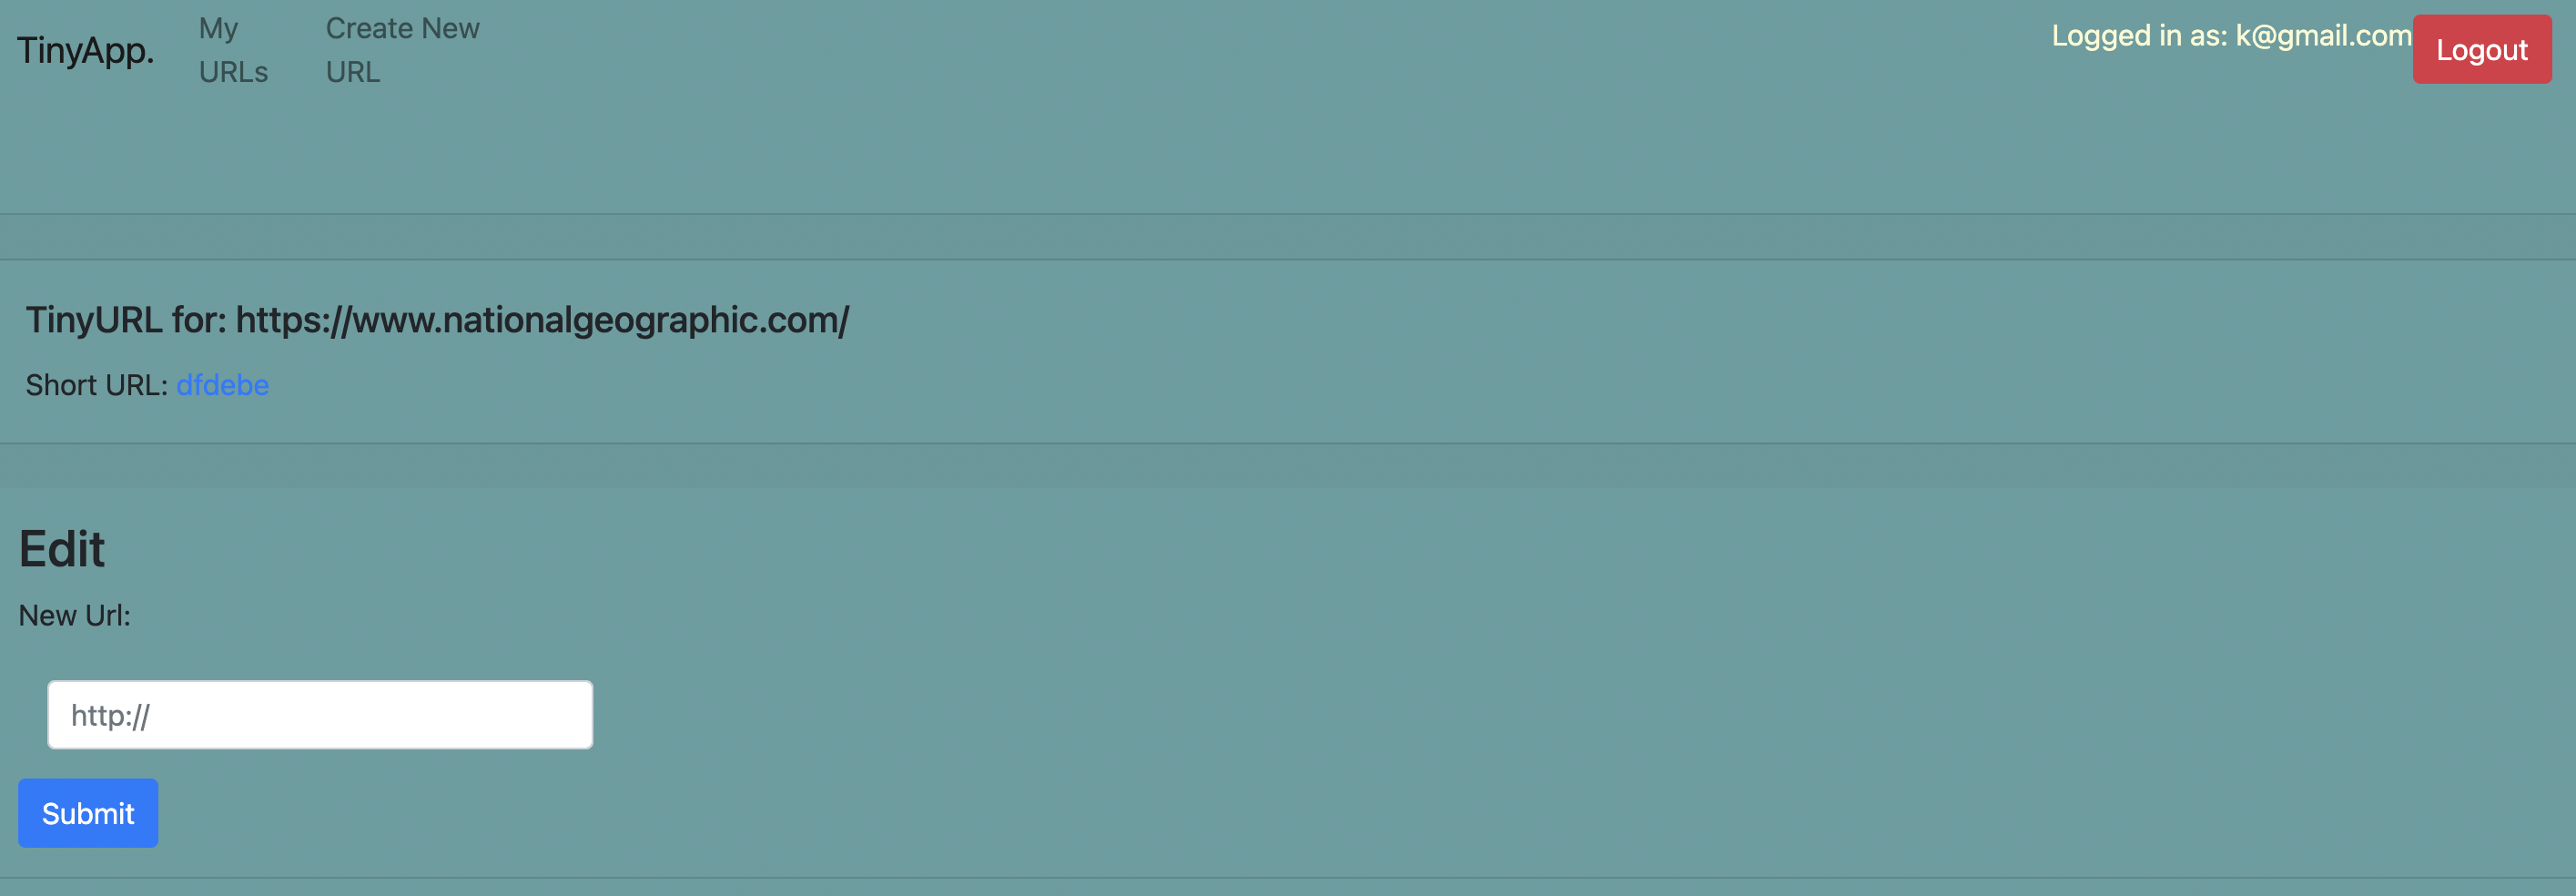 TinyApp.
My
URLs
Create New
URL
Logged in as: k@gmail.com
Logout
TinyURL for: https://www.nationalgeographic.com/
Short URL: dfdebe
Edit
New Url:
http://
Submit